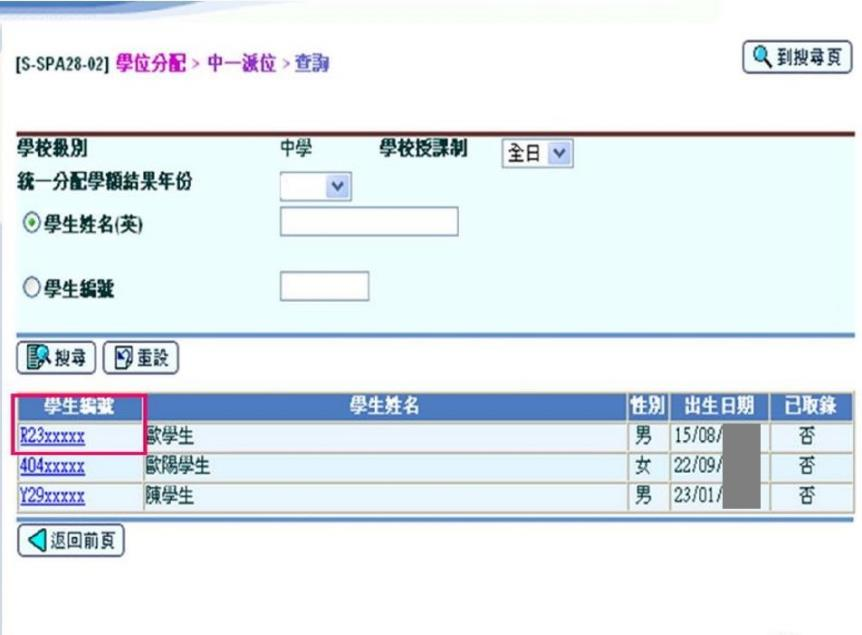 [S-SPA28-02] 學位分配 > 中一派位 > 查詢
到搜尋頁
學校級別 中學 學校授課制 全日
統一分配學額結果年份
學生姓名(英)
學生編號
搜尋 重設
學生編號 學生姓名 性別 出生日期 已取錄
R23xxxxx 歐學生 男 15/08/ 否
404xxxxx 歐陽學生 女 22/09/ 否
Y29xxxxx 陳學生 男 23/01/ 否
返回前頁